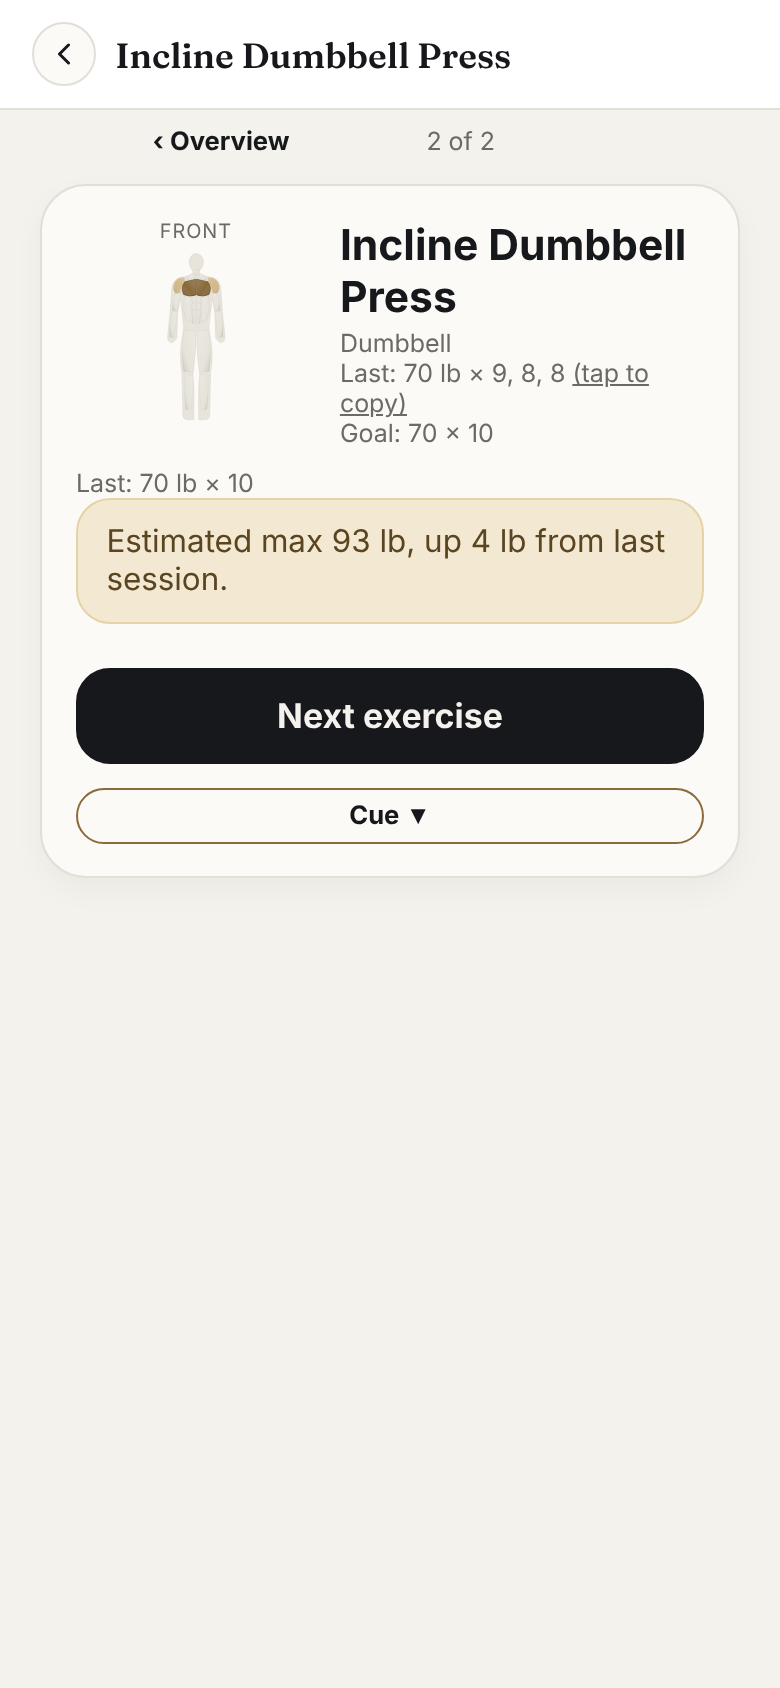 Incline Dumbbell Press
‹ Overview
2 of 2
FRONT
Incline Dumbbell
Press
Dumbbell
Last: 70 lb × 9, 8, 8 (tap to
copy)
Goal: 70 × 10
Last: 70 lb × 10
Estimated max 93 lb, up 4 lb from last
session.
Next exercise
Cue ▼